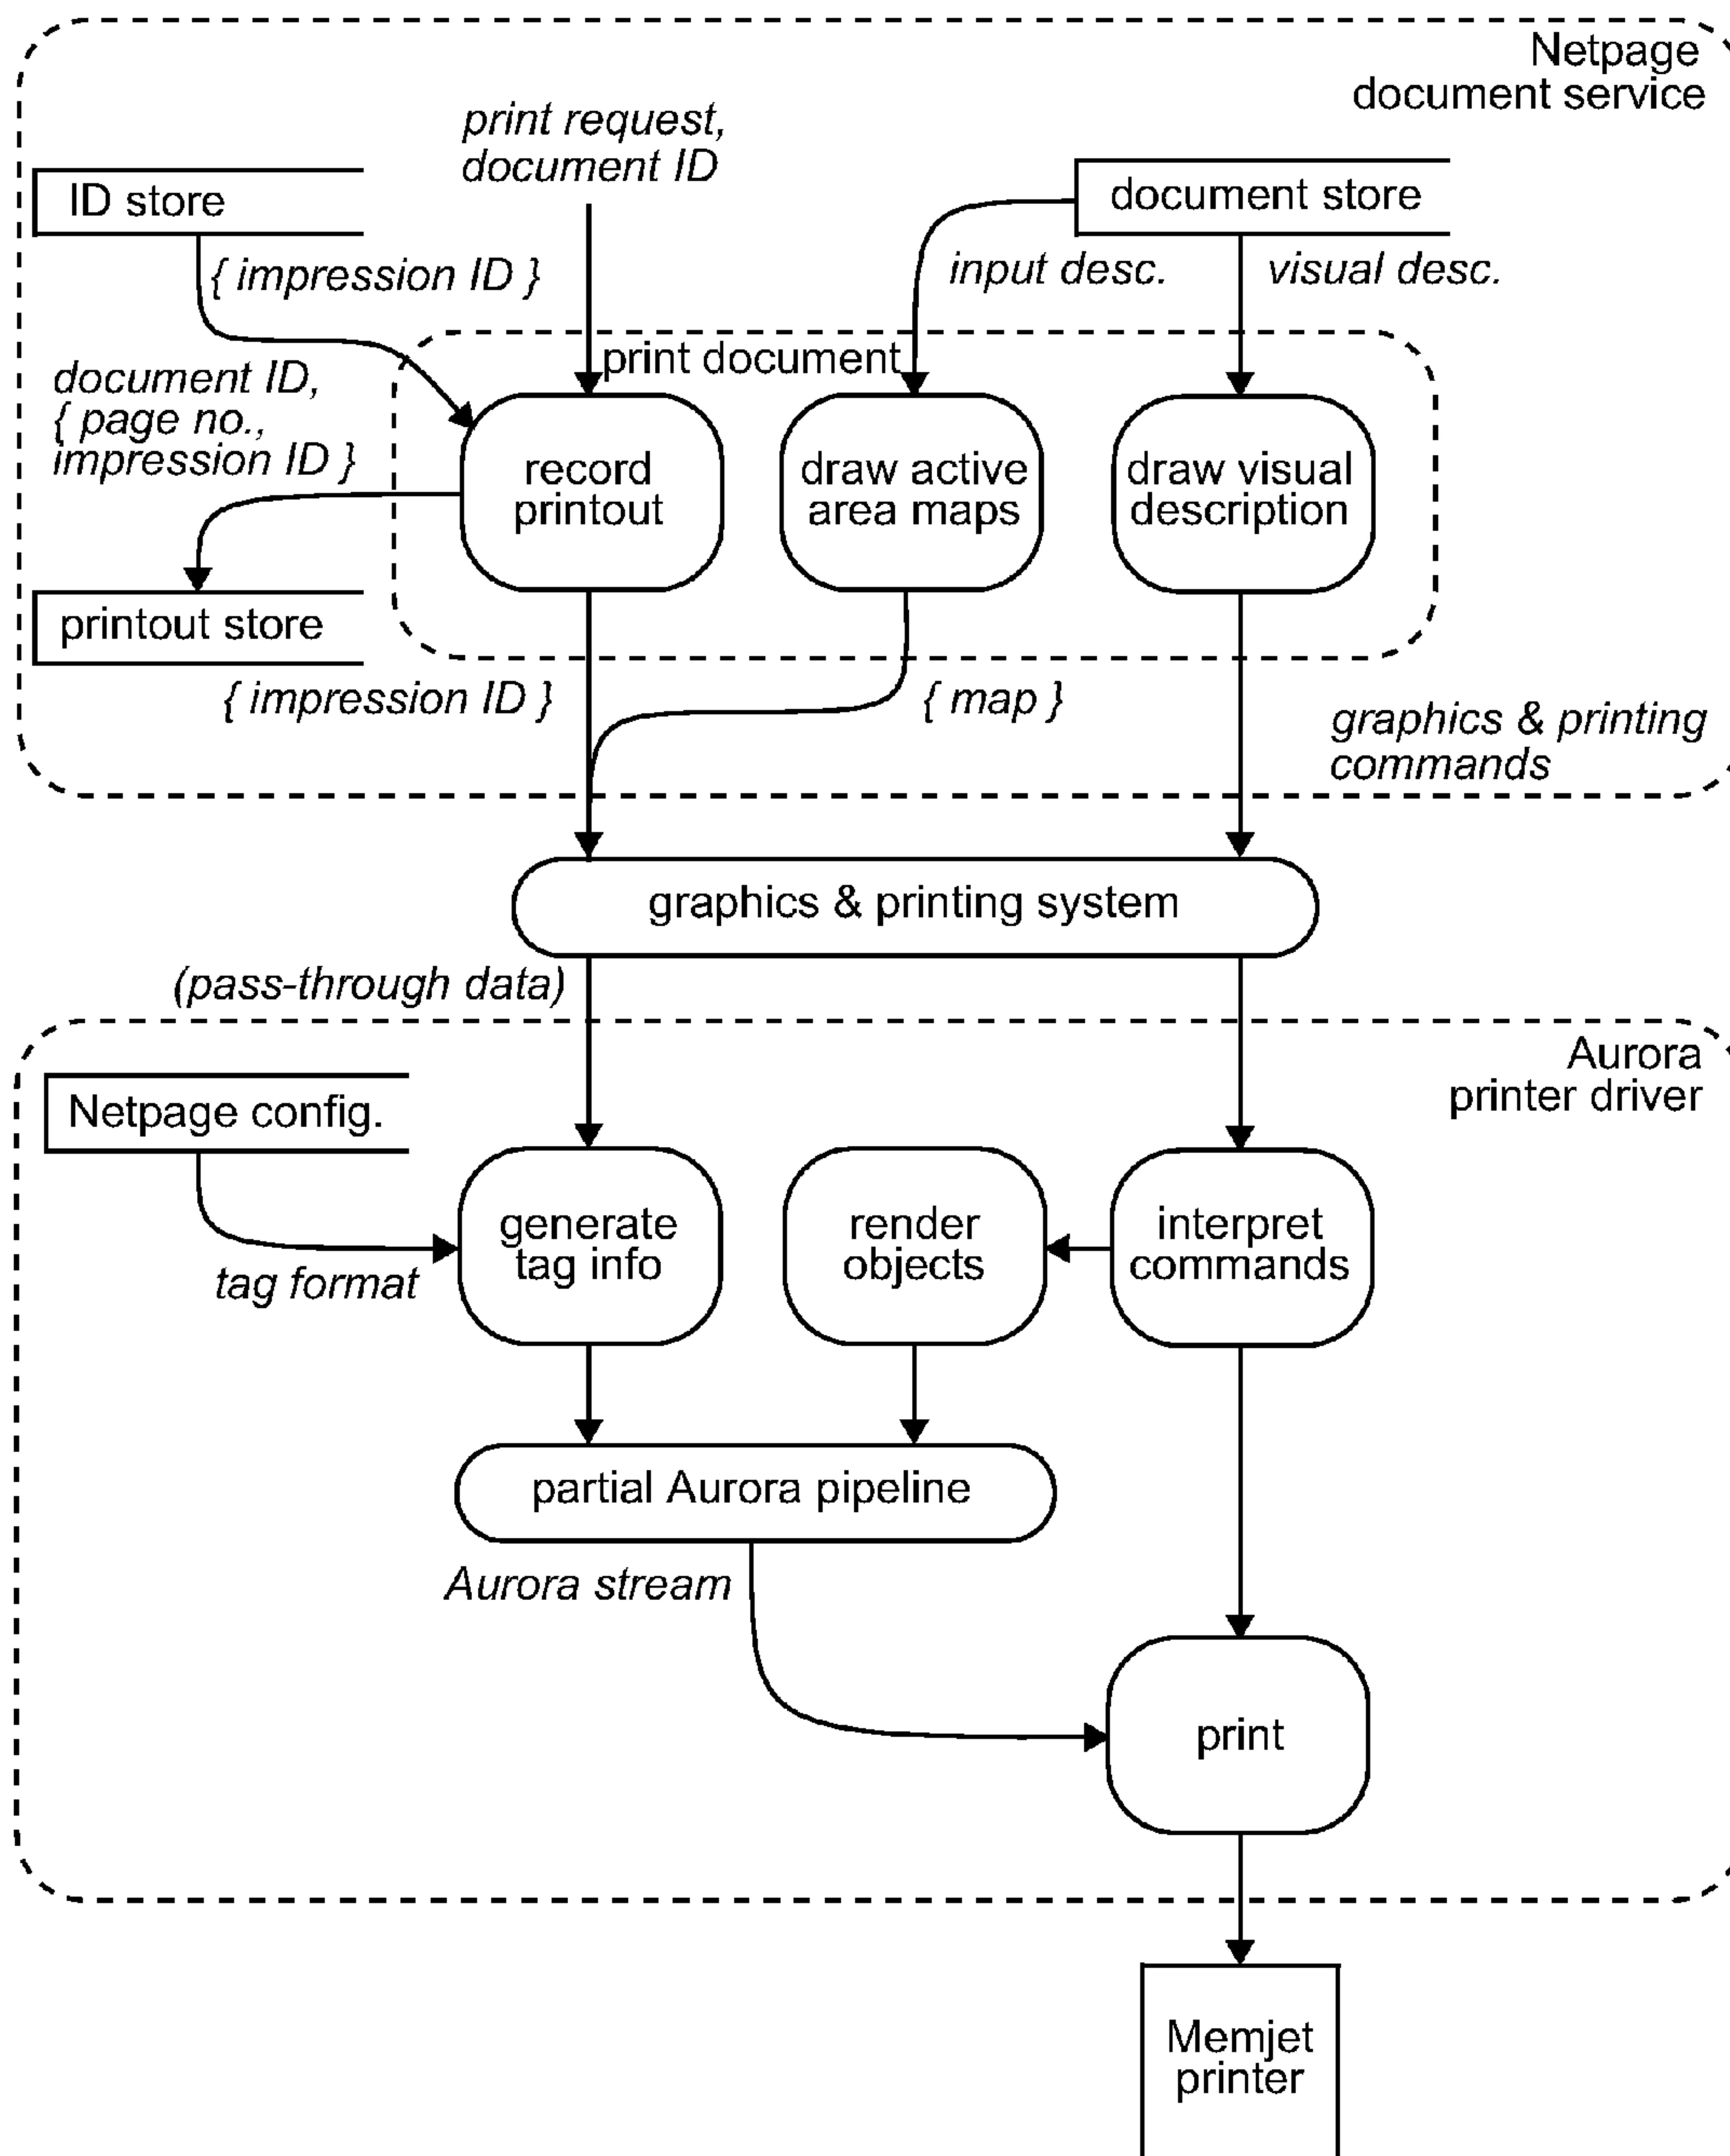 Netpage
document service
print request,
document ID
ID store
document store
{ impression ID }
input desc.
visual desc.
print document
document ID,
{ page no.,
impression ID }
record
printout
draw active
area maps
draw visual
description
printout store
{ impression ID }
{ map }
graphics & printing
commands
graphics & printing system
(pass-through data)
Aurora
printer driver
Netpage config.
generate
tag info
render
objects
interpret
commands
tag format
partial Aurora pipeline
Aurora stream
print
Memjet
printer